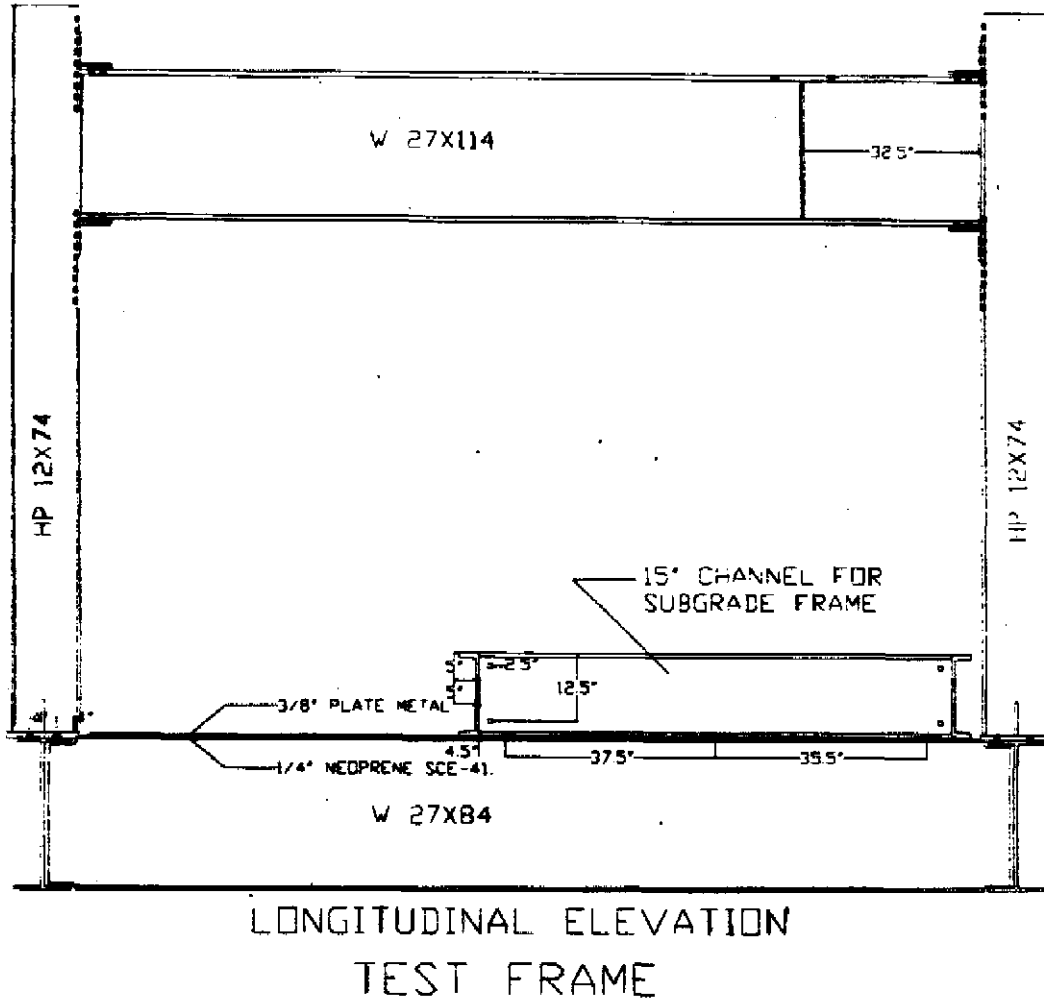 W 27X114
32.5"
HP 12X74
HP 12X74
15" CHANNEL FOR
SUBGRADE FRAME
2.5"
12.5"
3/8" PLATE METAL
4.5"
37.5"
35.5"
1/4" NEOPRENE SCE-41.
W 27X84
LONGITUDINAL ELEVATION
TEST FRAME